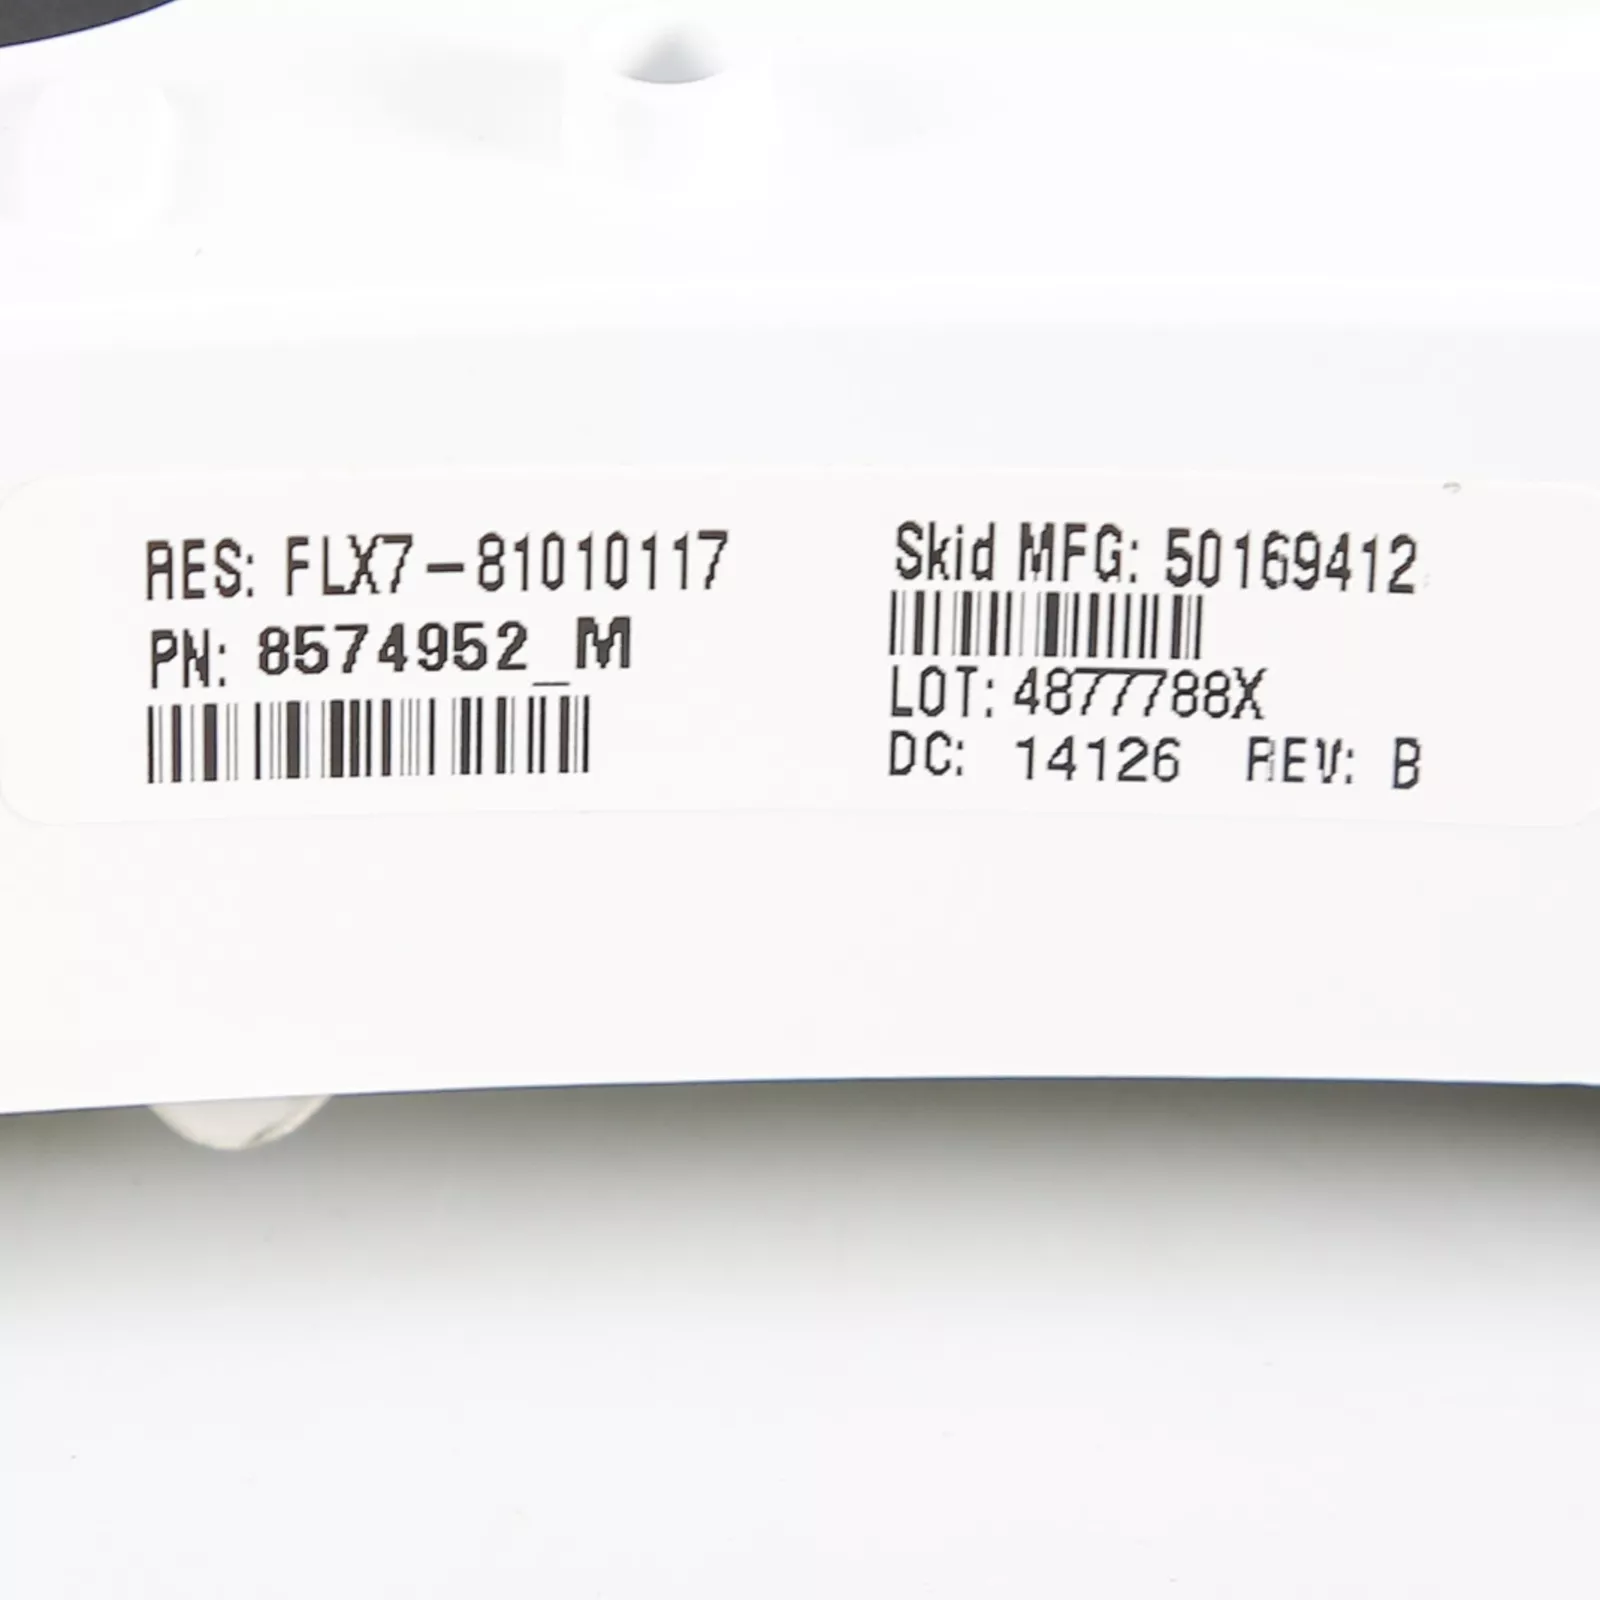 RES: FLX7-81010117
PN: 8574952_M
Skid MFG: 50169412
LOT: 4877788X
DC: 14126 REV: B